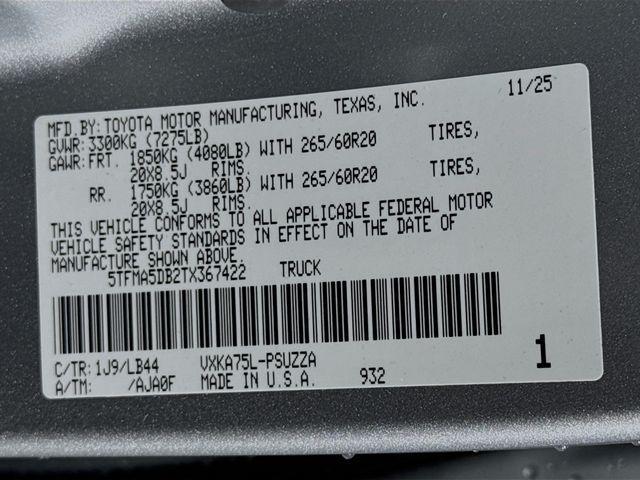 MFD.BY: TOYOTA MOTOR MANUFACTURING, TEXAS, INC. 11/25
GVWR: 3300KG (7275LB)
GAWR: FRT. 1850KG (4080LB) WITH 265/60R20 TIRES,
20X8.5J RIMS.
RR. 1750KG (3860LB) WITH 265/60R20 TIRES,
20X8.5J RIMS.
THIS VEHICLE CONFORMS TO ALL APPLICABLE FEDERAL MOTOR
VEHICLE SAFETY STANDARDS IN EFFECT ON THE DATE OF
MANUFACTURE SHOWN ABOVE.
5TFMA5DB2TX367422 TRUCK
C/TR: 1J9/LB44 VXKA75L-PSUZZA
A/TM: /AJA0F MADE IN U.S.A. 932 1